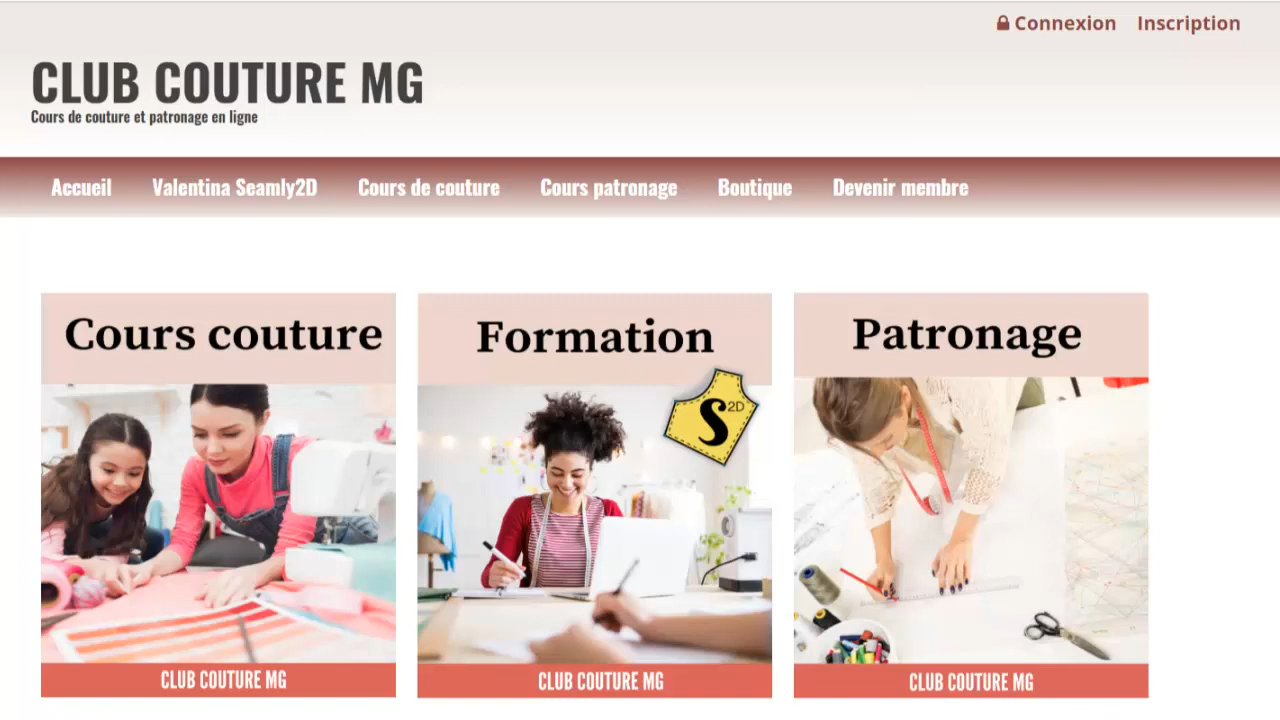 Connexion Inscription
CLUB COUTURE MG
Cours de couture et patronage en ligne
Accueil Valentina Seamly2D Cours de couture Cours patronage Boutique Devenir membre
Cours couture
Formation
S 2D
Patronage
CLUB COUTURE MG
CLUB COUTURE MG
CLUB COUTURE MG